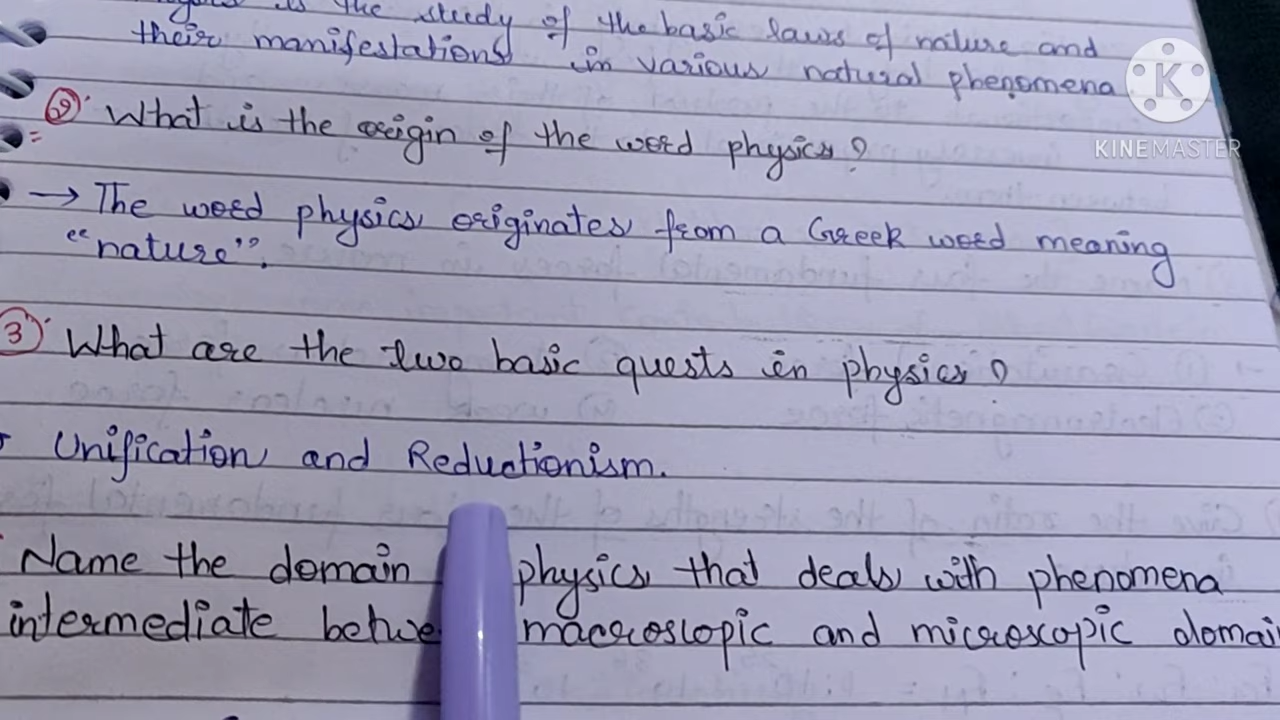 is the study of the basic laws of nature and
their manifestations in various natural phenomena
2 What is the origin of the word physics?
→ The word physics originates from a Greek word meaning
"nature".
3 What are the two basic quests in physics?
Unification and Reductionism.
Name the domain physics that deals with phenomena
intermediate betwe macroscopic and microscopic domai
K
KINEMASTER